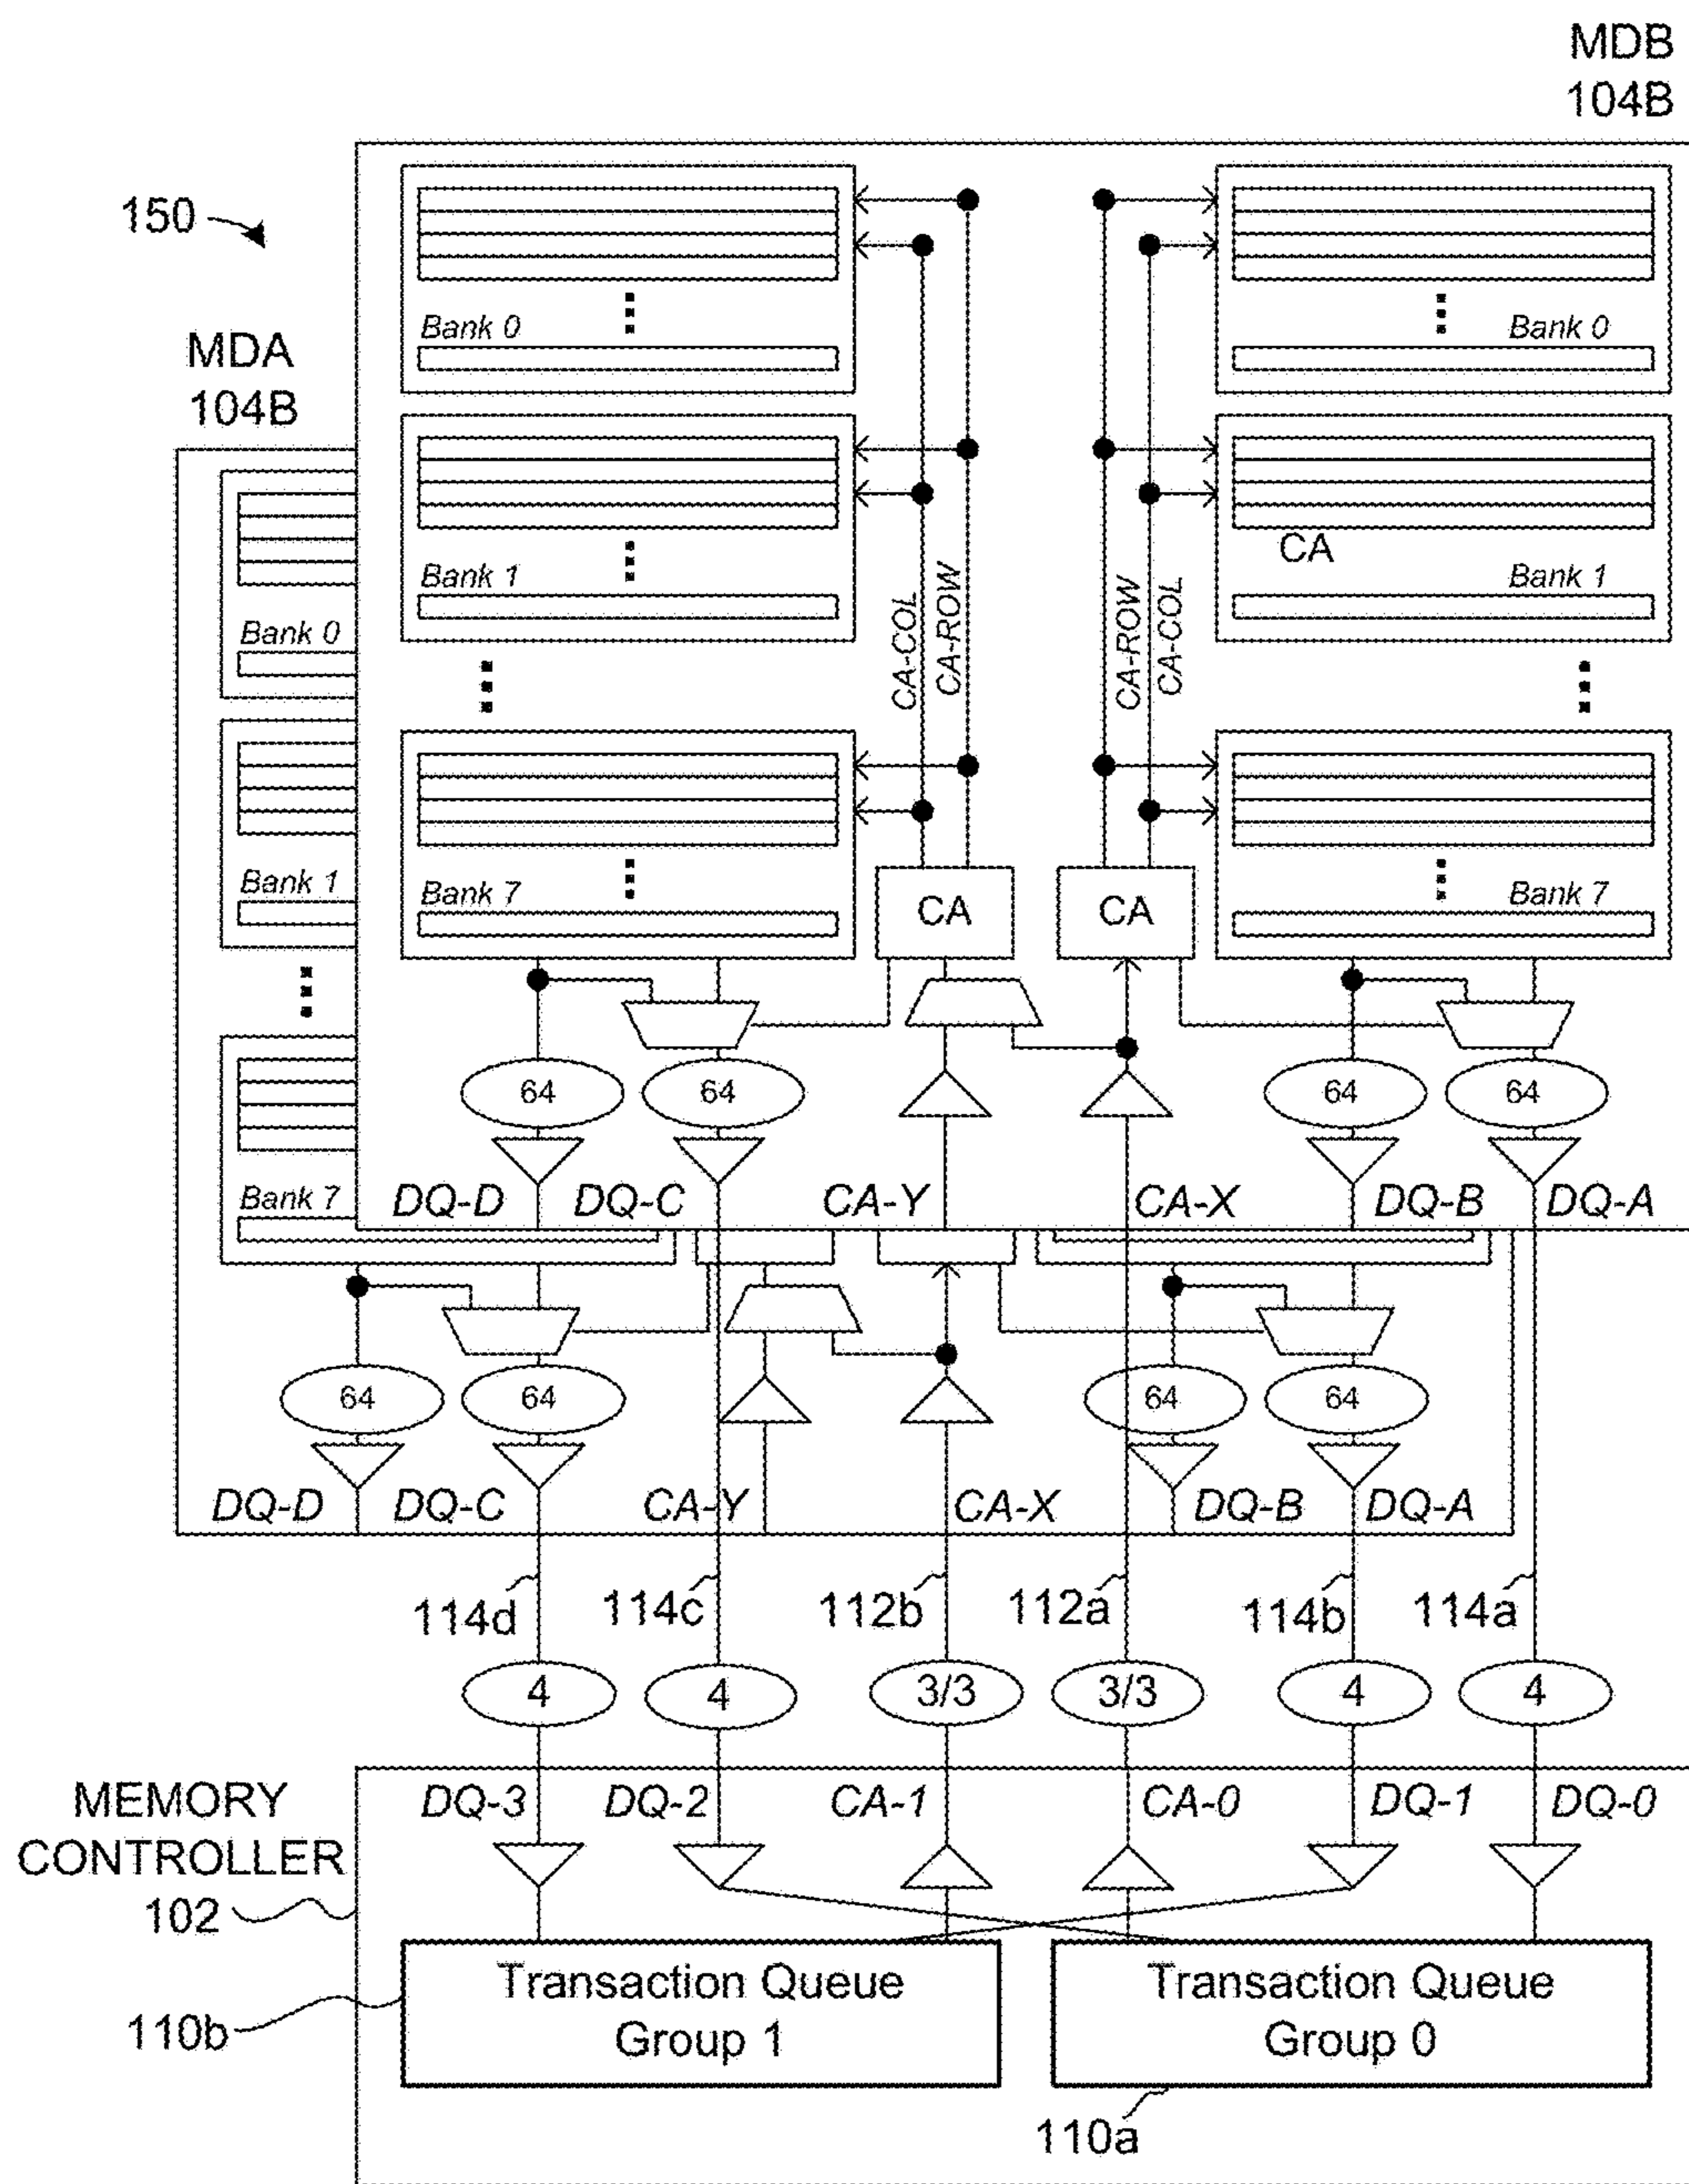 MDB
104B
150
MDA
104B
Bank 0
Bank 0
Bank 1
CA
Bank 1
CA-COL
CA-ROW
CA-ROW
CA-COL
Bank 0
Bank 7
CA
CA
Bank 7
Bank 1
64
64
64
64
Bank 7
DQ-D
DQ-C
CA-Y
CA-X
DQ-B
DQ-A
64
64
64
64
DQ-D
DQ-C
CA-Y
CA-X
DQ-B
DQ-A
114d
114c
112b
112a
114b
114a
4
4
3/3
3/3
4
4
MEMORY
CONTROLLER
102
DQ-3
DQ-2
CA-1
CA-0
DQ-1
DQ-0
Transaction Queue
Group 1
Transaction Queue
Group 0
110b
110a